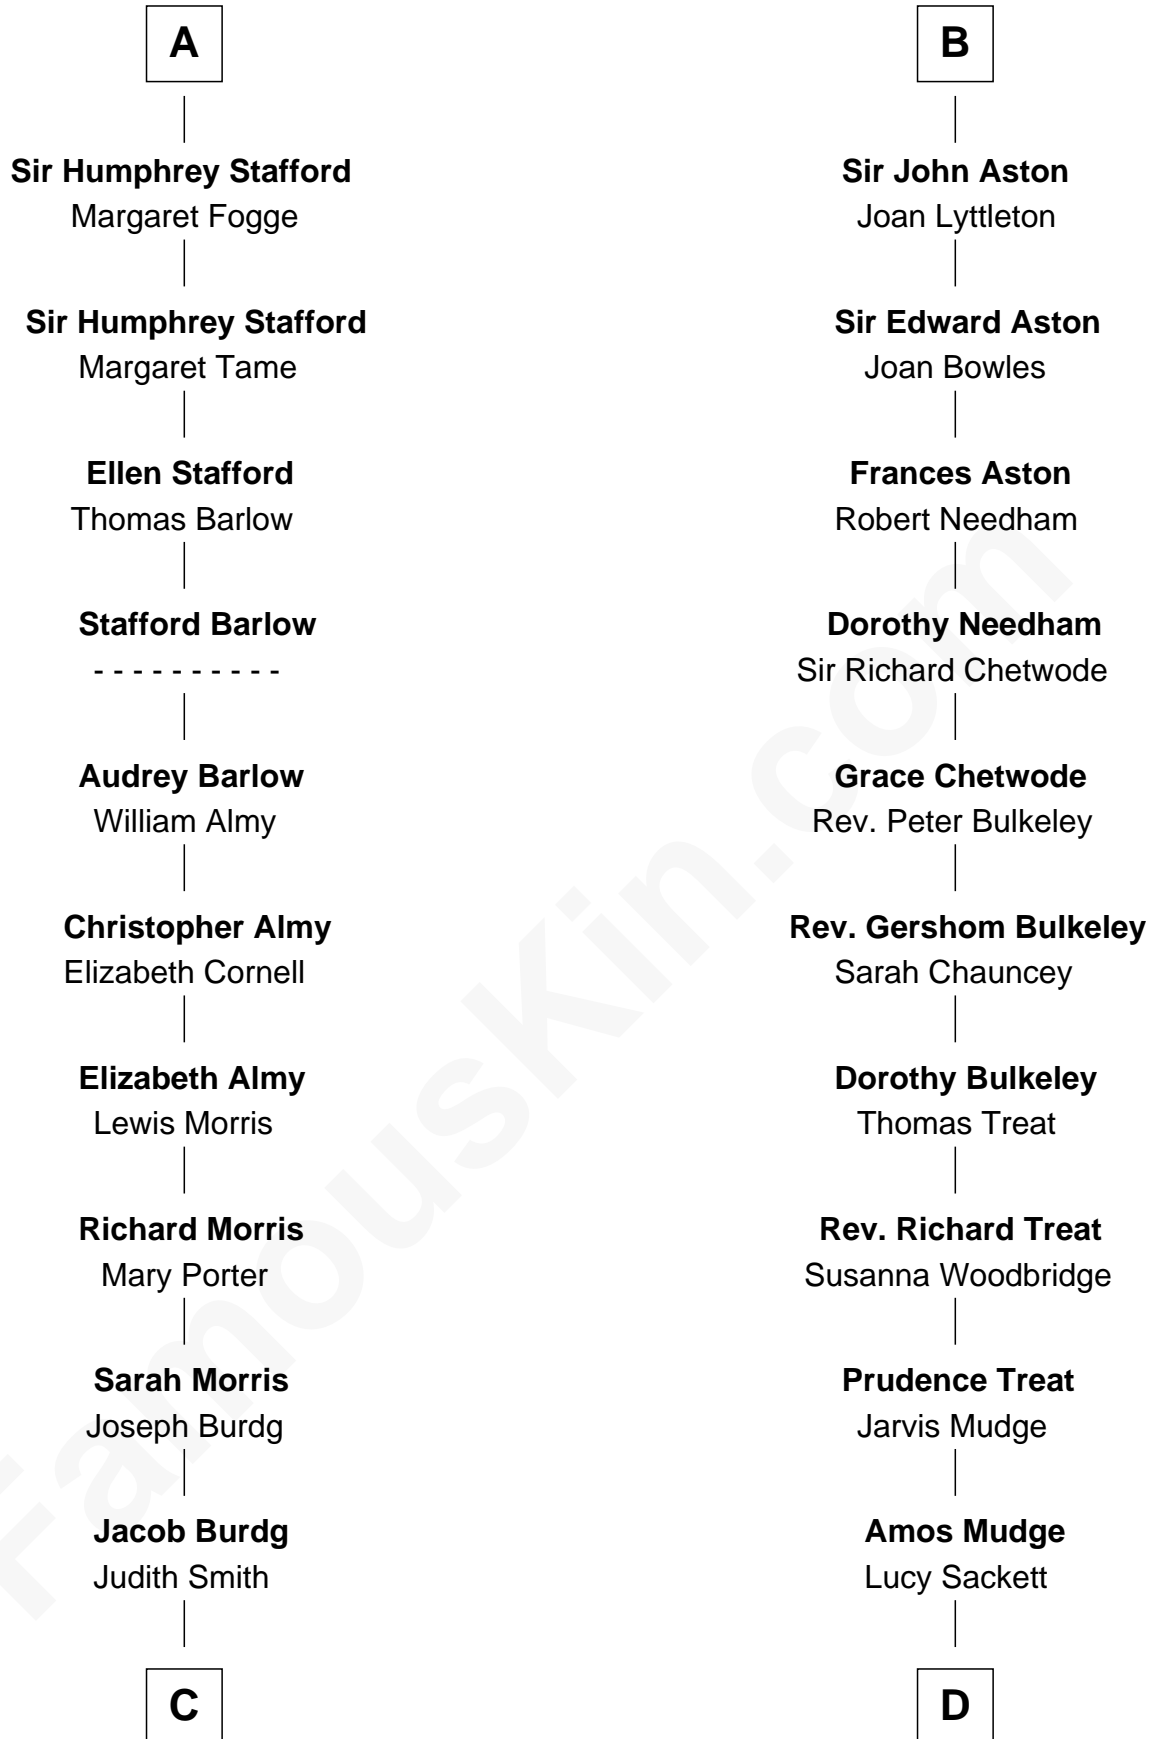 A
Sir Humphrey Stafford
Margaret Fogge
Sir Humphrey Stafford
Margaret Tame
Ellen Stafford
Thomas Barlow
Stafford Barlow
- - - - - - - - - -
Audrey Barlow
William Almy
Christopher Almy
Elizabeth Cornell
Elizabeth Almy
Lewis Morris
Richard Morris
Mary Porter
Sarah Morris
Joseph Burdg
Jacob Burdg
Judith Smith
C
B
Sir John Aston
Joan Lyttleton
Sir Edward Aston
Joan Bowles
Frances Aston
Robert Needham
Dorothy Needham
Sir Richard Chetwode
Grace Chetwode
Rev. Peter Bulkeley
Rev. Gershom Bulkeley
Sarah Chauncey
Dorothy Bulkeley
Thomas Treat
Rev. Richard Treat
Susanna Woodbridge
Prudence Treat
Jarvis Mudge
Amos Mudge
Lucy Sackett
D
FamousKin.com